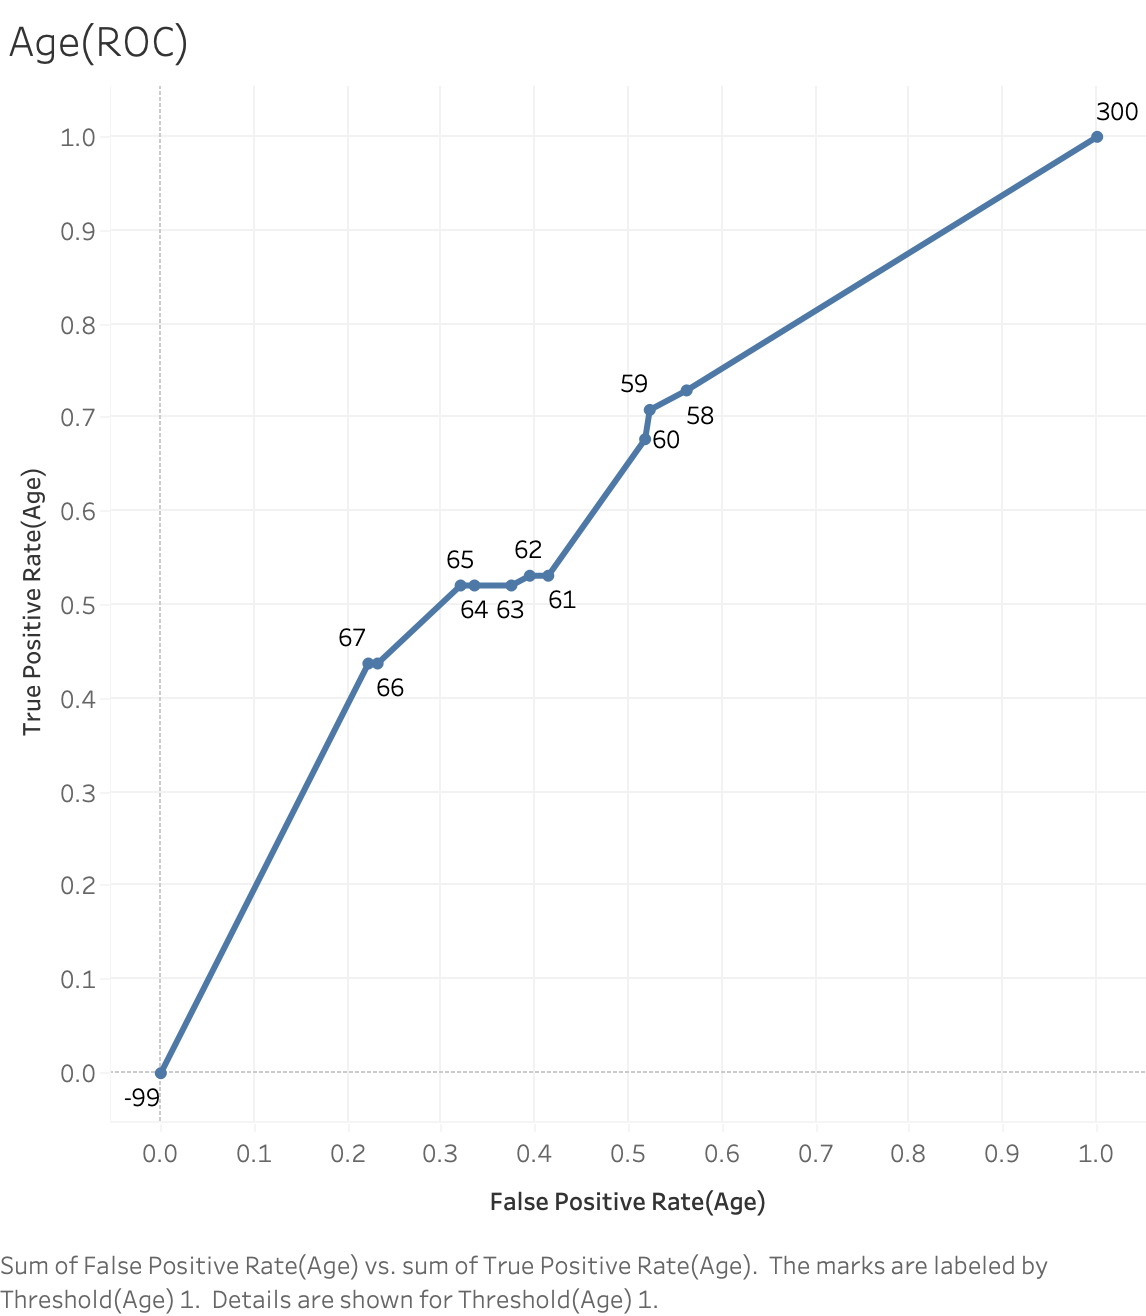 Age(ROC)
300
1.0
0.9
0.8
59
0.7
58
60
0.6
62
65
0.5
64 63 61
67
66
0.4
0.3
0.2
0.1
0.0
-99
True Positive Rate(Age)
0.0 0.1 0.2 0.3 0.4 0.5 0.6 0.7 0.8 0.9 1.0
False Positive Rate(Age)
Sum of False Positive Rate(Age) vs. sum of True Positive Rate(Age).  The marks are labeled by
Threshold(Age) 1.  Details are shown for Threshold(Age) 1.